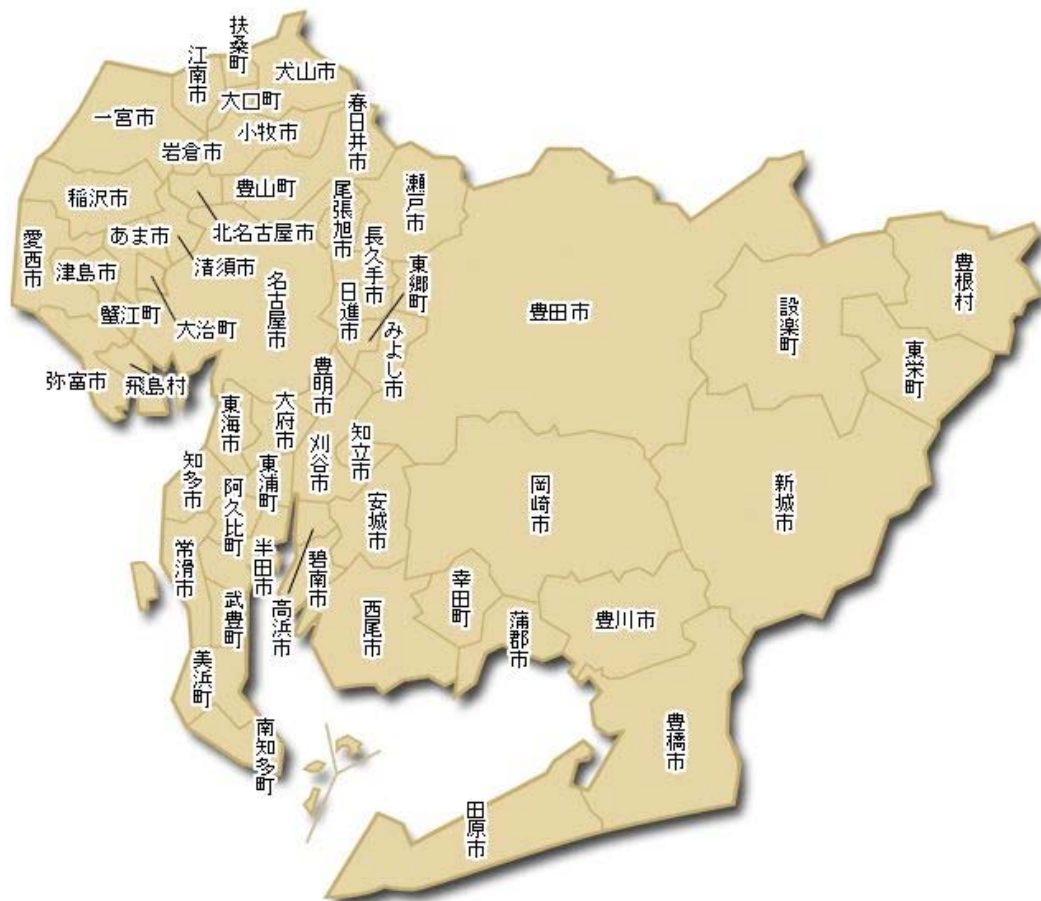 扶桑町
江南市
犬山市
大口町
一宮市
春日井市
小牧市
岩倉市
瀬戸市
豊山町
稲沢市
尾張旭市
北名古屋市
長久手市
あま市
愛西市
清須市
津島市
東郷町
名古屋市
日進市
豊根村
設楽町
豊田市
蟹江町
大治町
みよし市
東栄町
弥富市
飛島村
豊明市
東海市
大府市
知立市
刈谷市
知多市
東浦町
阿久比町
岡崎市
新城市
安城市
常滑市
半田市
碧南市
武豊町
高浜市
西尾市
幸田町
蒲郡市
豊川市
美浜町
南知多町
豊橋市
田原市